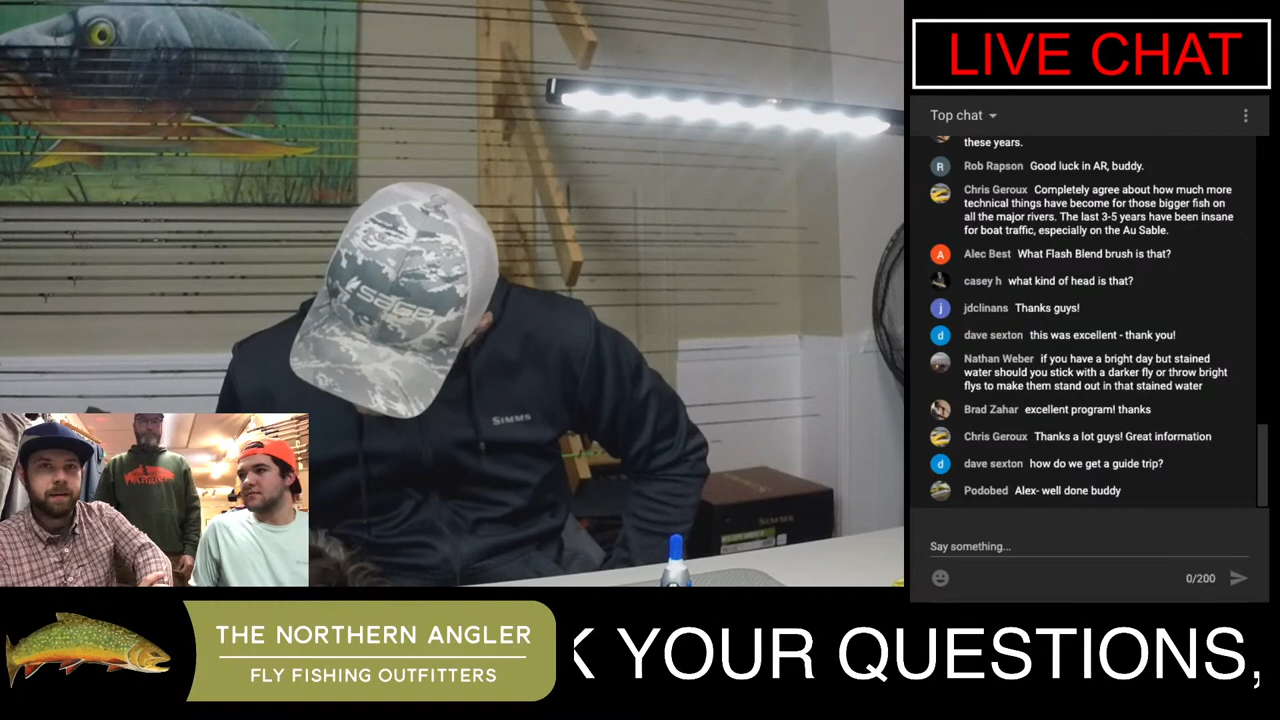 LIVE CHAT
Top chat
these years.
R Rob Rapson Good luck in AR, buddy.
Chris Geroux Completely agree about how much more
technical things have become for those bigger fish on
all the major rivers. The last 3-5 years have been insane
for boat traffic, especially on the Au Sable.
A Alec Best What Flash Blend brush is that?
casey h what kind of head is that?
j jdclinans Thanks guys!
d dave sexton this was excellent - thank you!
Nathan Weber if you have a bright day but stained
water should you stick with a darker fly or throw bright
flys to make them stand out in that stained water
Brad Zahar excellent program! thanks
Chris Geroux Thanks a lot guys! Great information
d dave sexton how do we get a guide trip?
Podobed Alex- well done buddy
Say something...
0/200
sage
SIMMS
SIMMS
THE NORTHERN ANGLER
FLY FISHING OUTFITTERS
K YOUR QUESTIONS,